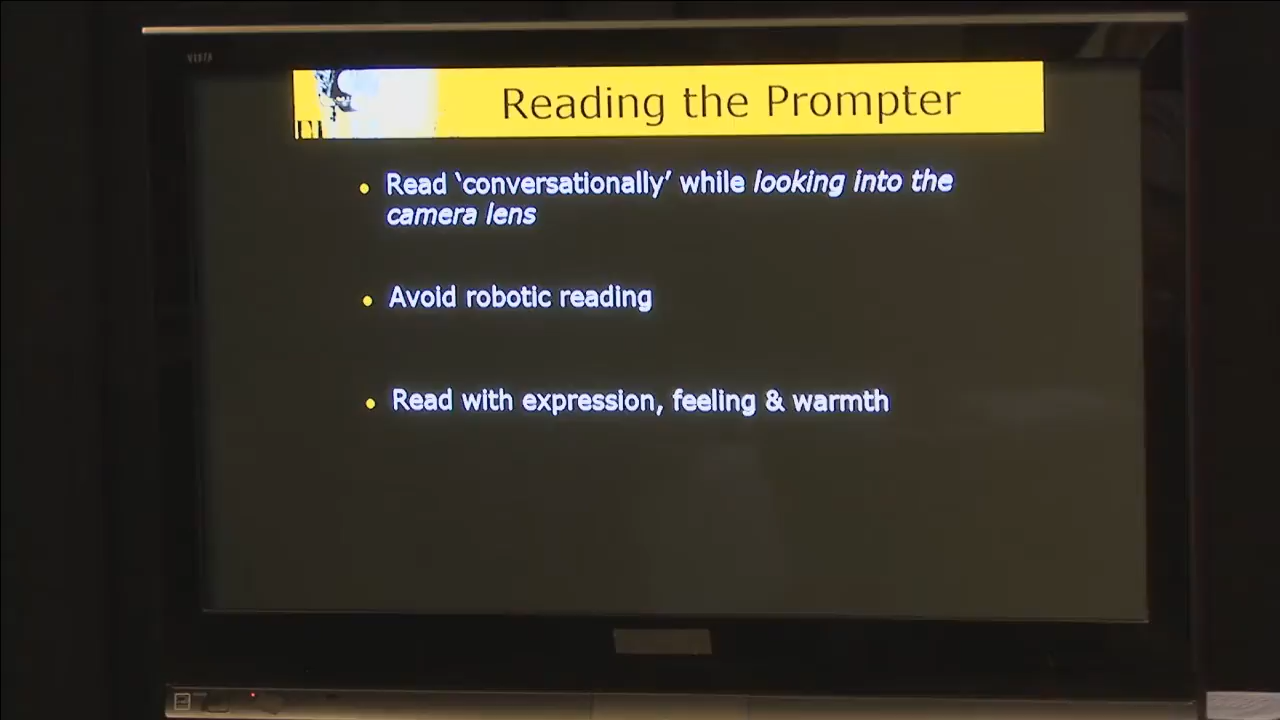 Reading the Prompter
• Read ‘conversationally’ while looking into the
camera lens
• Avoid robotic reading
• Read with expression, feeling & warmth